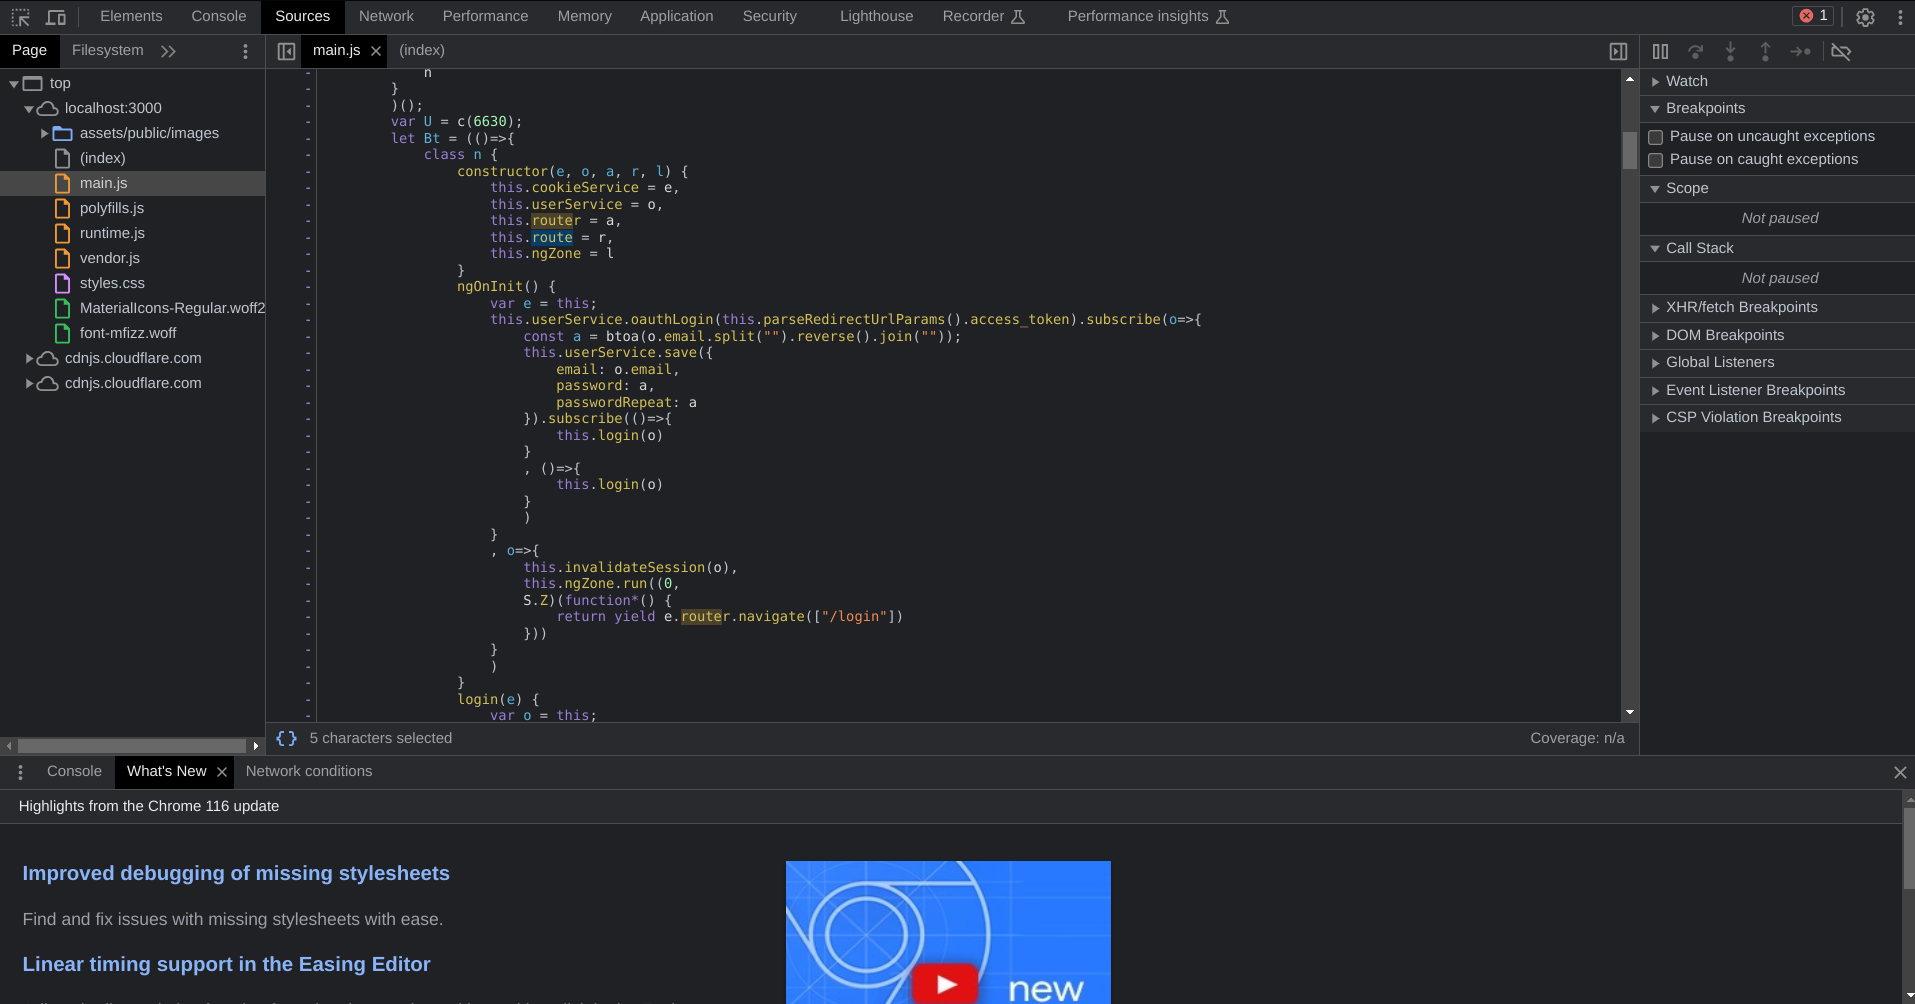 Elements Console Sources Network Performance Memory Application Security Lighthouse Recorder Performance insights 1
Page Filesystem
main.js (index)
top
localhost:3000
assets/public/images
(index)
main.js
polyfills.js
runtime.js
vendor.js
styles.css
MaterialIcons-Regular.woff2
font-mfizz.woff
cdnjs.cloudflare.com
cdnjs.cloudflare.com
- n
- }
- )();
- var U = c(6630);
- let Bt = (()=>{
- class n {
- constructor(e, o, a, r, l) {
- this.cookieService = e,
- this.userService = o,
- this.router = a,
- this.route = r,
- this.ngZone = l
- }
- ngOnInit() {
- var e = this;
- this.userService.oauthLogin(this.parseRedirectUrlParams().access_token).subscribe(o=>{
- const a = btoa(o.email.split("").reverse().join(""));
- this.userService.save({
- email: o.email,
- password: a,
- passwordRepeat: a
- }).subscribe(()=>{
- this.login(o)
- }
- , ()=>{
- this.login(o)
- }
- )
- }
- , o=>{
- this.invalidateSession(o),
- this.ngZone.run((0,
- S.Z)(function*() {
- return yield e.router.navigate(["/login"])
- }))
- }
- )
- }
- login(e) {
- var o = this;
{} 5 characters selected
Coverage: n/a
Watch
Breakpoints
Pause on uncaught exceptions
Pause on caught exceptions
Scope
Not paused
Call Stack
Not paused
XHR/fetch Breakpoints
DOM Breakpoints
Global Listeners
Event Listener Breakpoints
CSP Violation Breakpoints
Console What's New Network conditions
Highlights from the Chrome 116 update
Improved debugging of missing stylesheets
Find and fix issues with missing stylesheets with ease.
Linear timing support in the Easing Editor
new